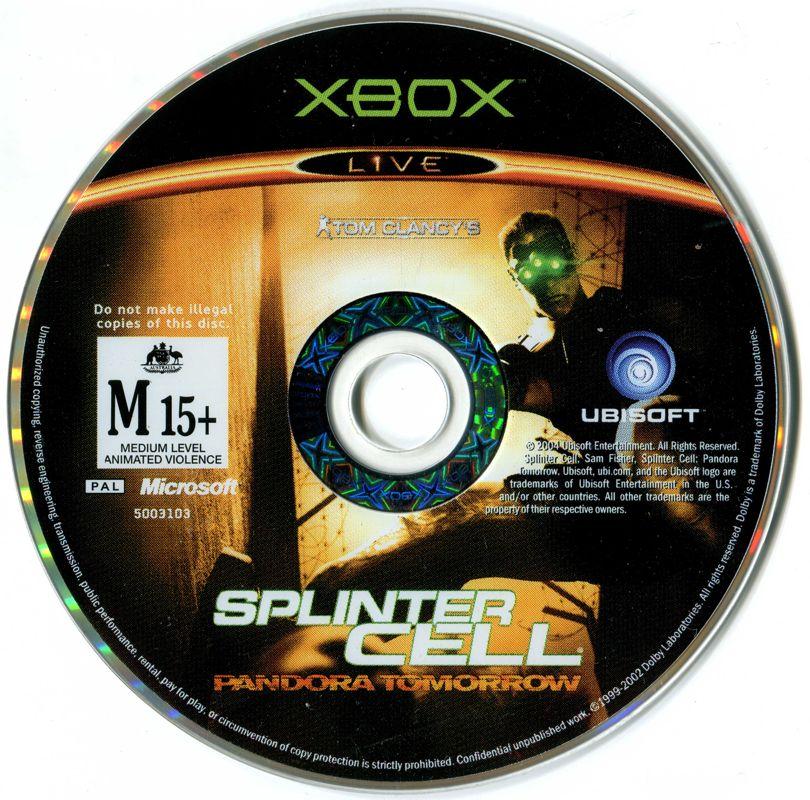 XBOX™
LIVE™
TOM CLANCY'S
Do not make illegal
copies of this disc.
AUSTRALIA
M 15+
MEDIUM LEVEL
ANIMATED VIOLENCE
PAL Microsoft
5003103
UBISOFT™
© 2004 Ubisoft Entertainment. All Rights Reserved.
Splinter Cell, Sam Fisher, Splinter Cell: Pandora
Tomorrow, Ubisoft, ubi.com, and the Ubisoft logo are
trademarks of Ubisoft Entertainment in the U.S.
and/or other countries. All other trademarks are the
property of their respective owners.
SPLINTER
CELL®
PANDORA TOMORROW
Unauthorized copying, reverse engineering, transmission, public performance, rental, pay for play, or circumvention of copy protection is strictly prohibited. Confidential unpublished work. ©1999-2002 Dolby Laboratories. All rights reserved. Dolby is a trademark of Dolby Laboratories.